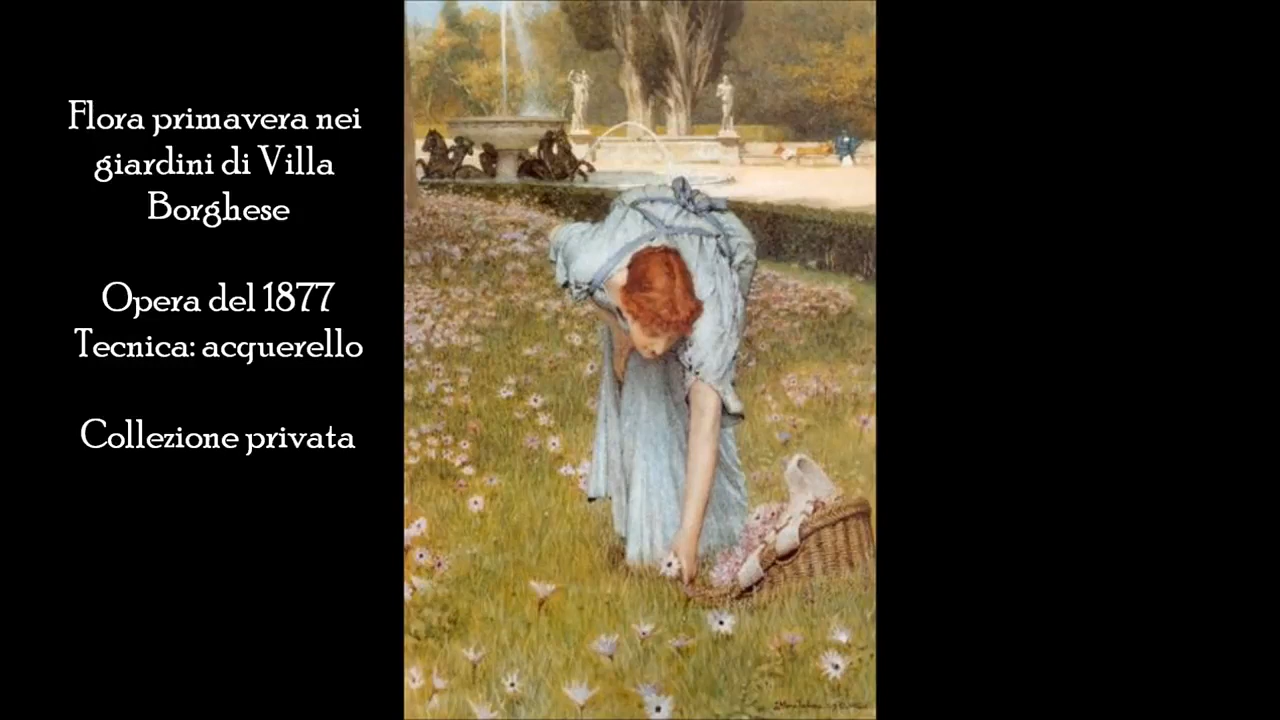 Flora primavera nei
giardini di Villa
Borghese
Opera del 1877
Tecnica: acquerello
Collezione privata